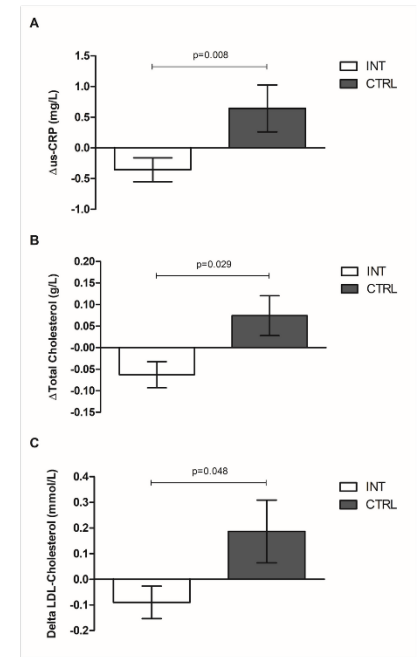 A
p=0.008
INT
CTRL
Δus-CRP (mg/L)
1.5
1.0
0.5
0.0
-0.5
-1.0
B
p=0.029
INT
CTRL
ΔTotal Cholesterol (g/L)
0.20
0.15
0.10
0.05
-0.00
-0.05
-0.10
-0.15
C
p=0.048
INT
CTRL
Delta LDL-Cholesterol (mmol/L)
0.4
0.3
0.2
0.1
0.0
-0.1
-0.2